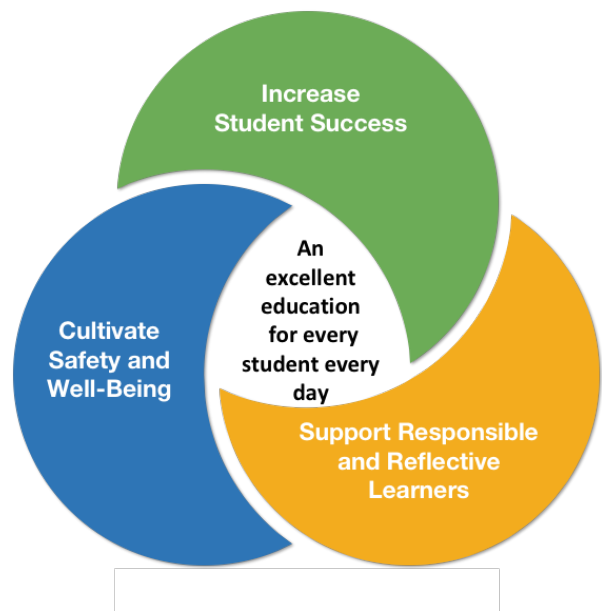 Increase
Student Success
An
excellent
education
for every
student every
day
Cultivate
Safety and
Well-Being
Support Responsible
and Reflective
Learners